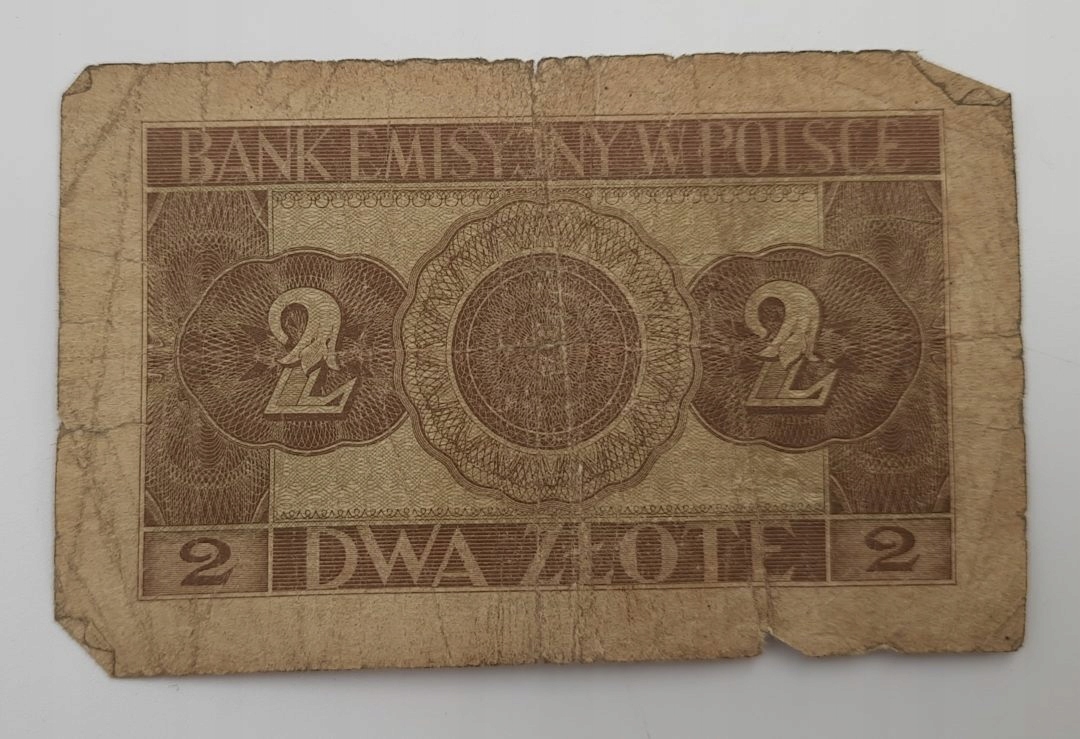 BANK EMISYJNY W POLSCE
2 2
2 DWA ZŁOTE 2